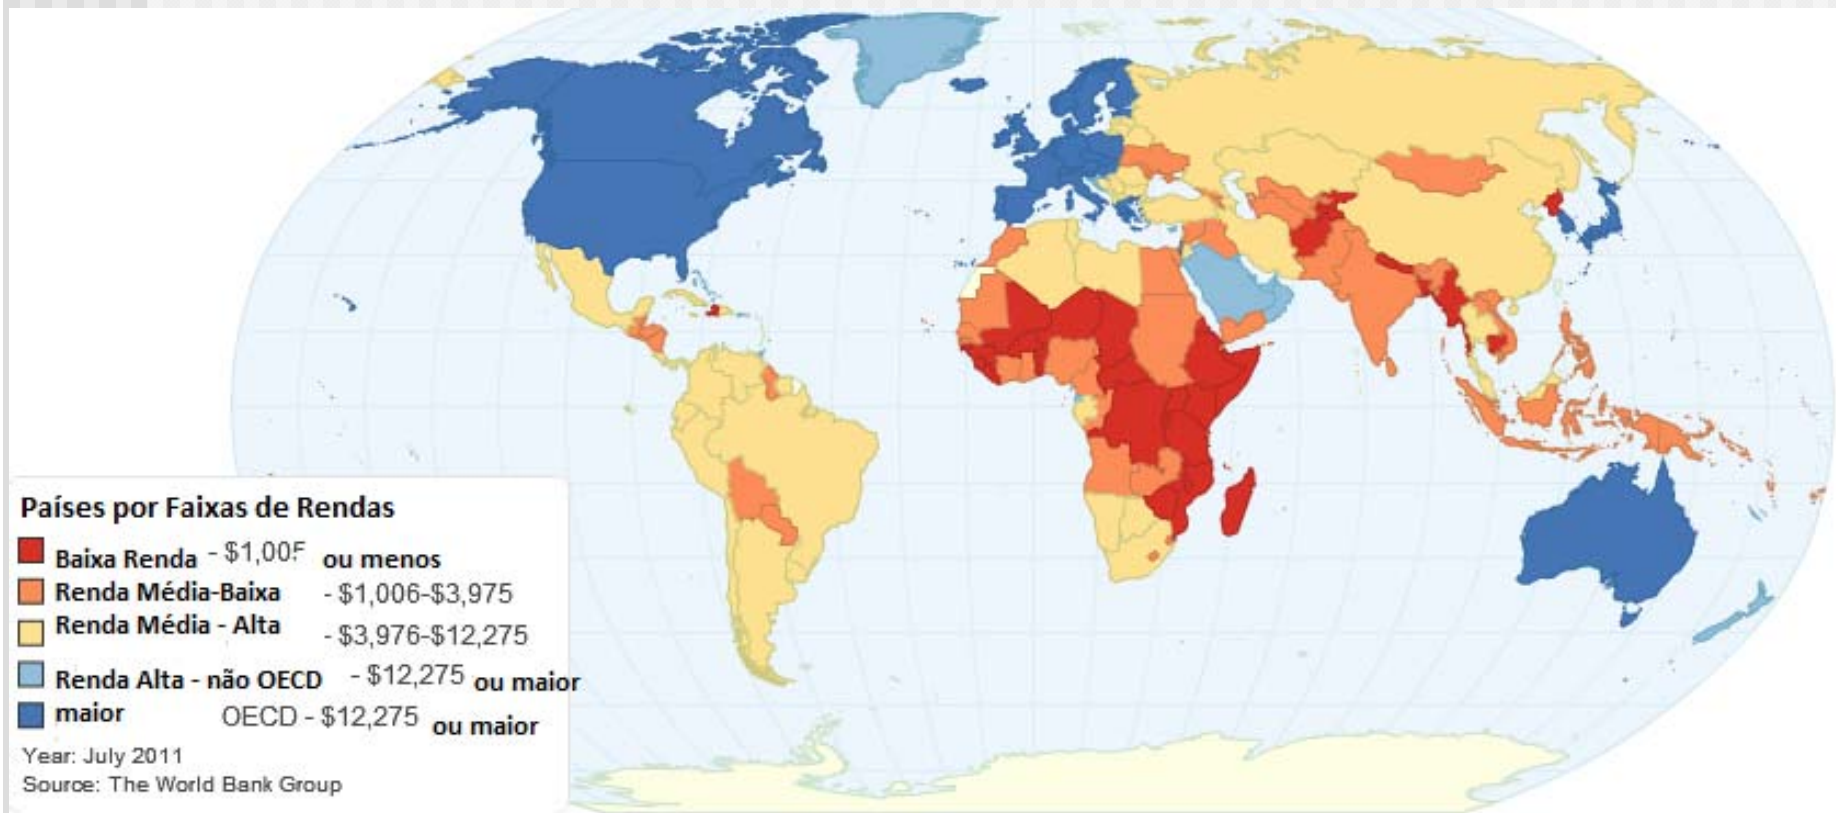 Países por Faixas de Rendas
Baixa Renda - $1,005 ou menos
Renda Média-Baixa - $1,006-$3,975
Renda Média - Alta - $3,976-$12,275
Renda Alta - não OECD - $12,275 ou maior
maior OECD - $12,275 ou maior
Year: July 2011
Source: The World Bank Group